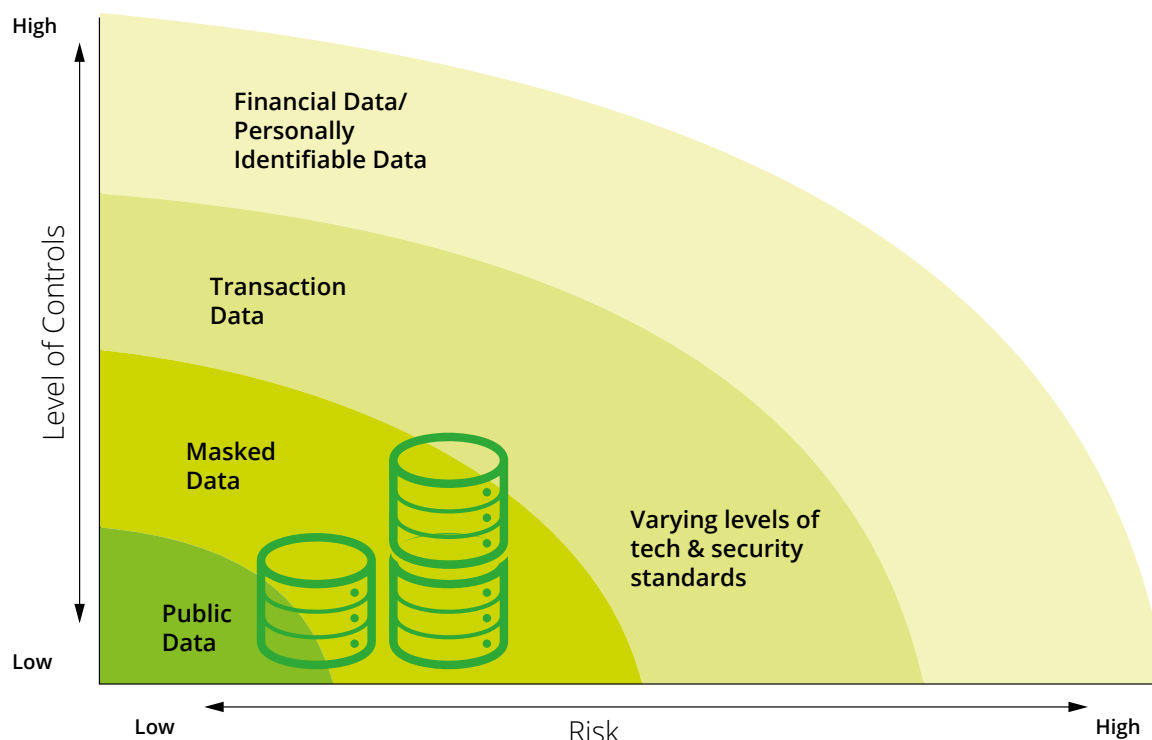 High
Financial Data/
Personally
Identifiable Data
Level of Controls
Transaction
Data
Masked
Data
Varying levels of
tech & security
standards
Public
Data
Low
Low
Risk
High